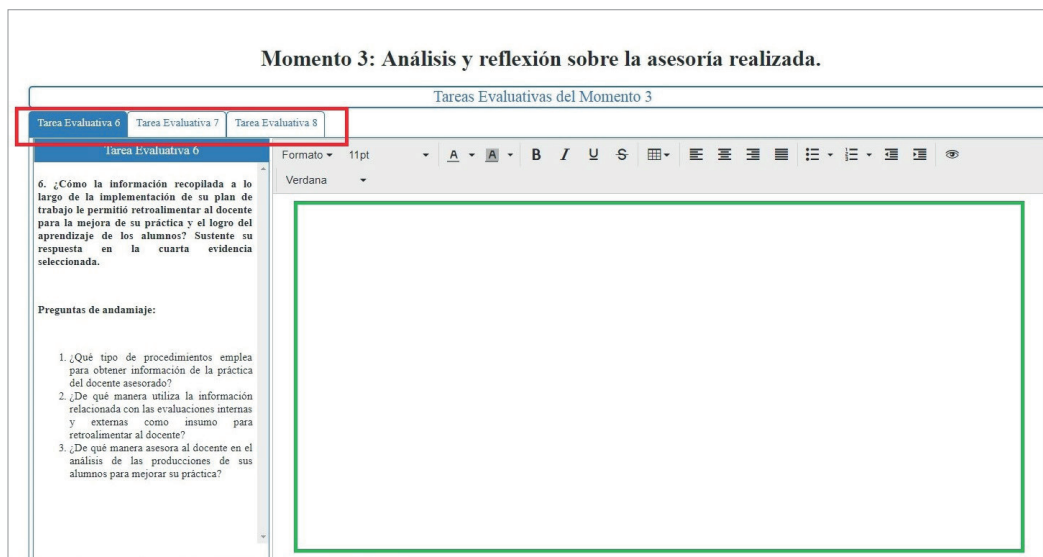 Momento 3: Análisis y reflexión sobre la asesoría realizada.
Tareas Evaluativas del Momento 3
Tarea Evaluativa 6 Tarea Evaluativa 7 Tarea Evaluativa 8
Tarea Evaluativa 6
6. ¿Cómo la información recopilada a lo
largo de la implementación de su plan de
trabajo le permitió retroalimentar al docente
para la mejora de su práctica y el logro del
aprendizaje de los alumnos? Sustente su
respuesta en la cuarta evidencia
seleccionada.
Preguntas de andamiaje:
1. ¿Qué tipo de procedimientos emplea
para obtener información de la práctica
del docente asesorado?
2. ¿De qué manera utiliza la información
relacionada con las evaluaciones internas
y externas como insumo para
retroalimentar al docente?
3. ¿De qué manera asesora al docente en el
análisis de las producciones de sus
alumnos para mejorar su práctica?
Formato 11pt A A B I U S
Verdana